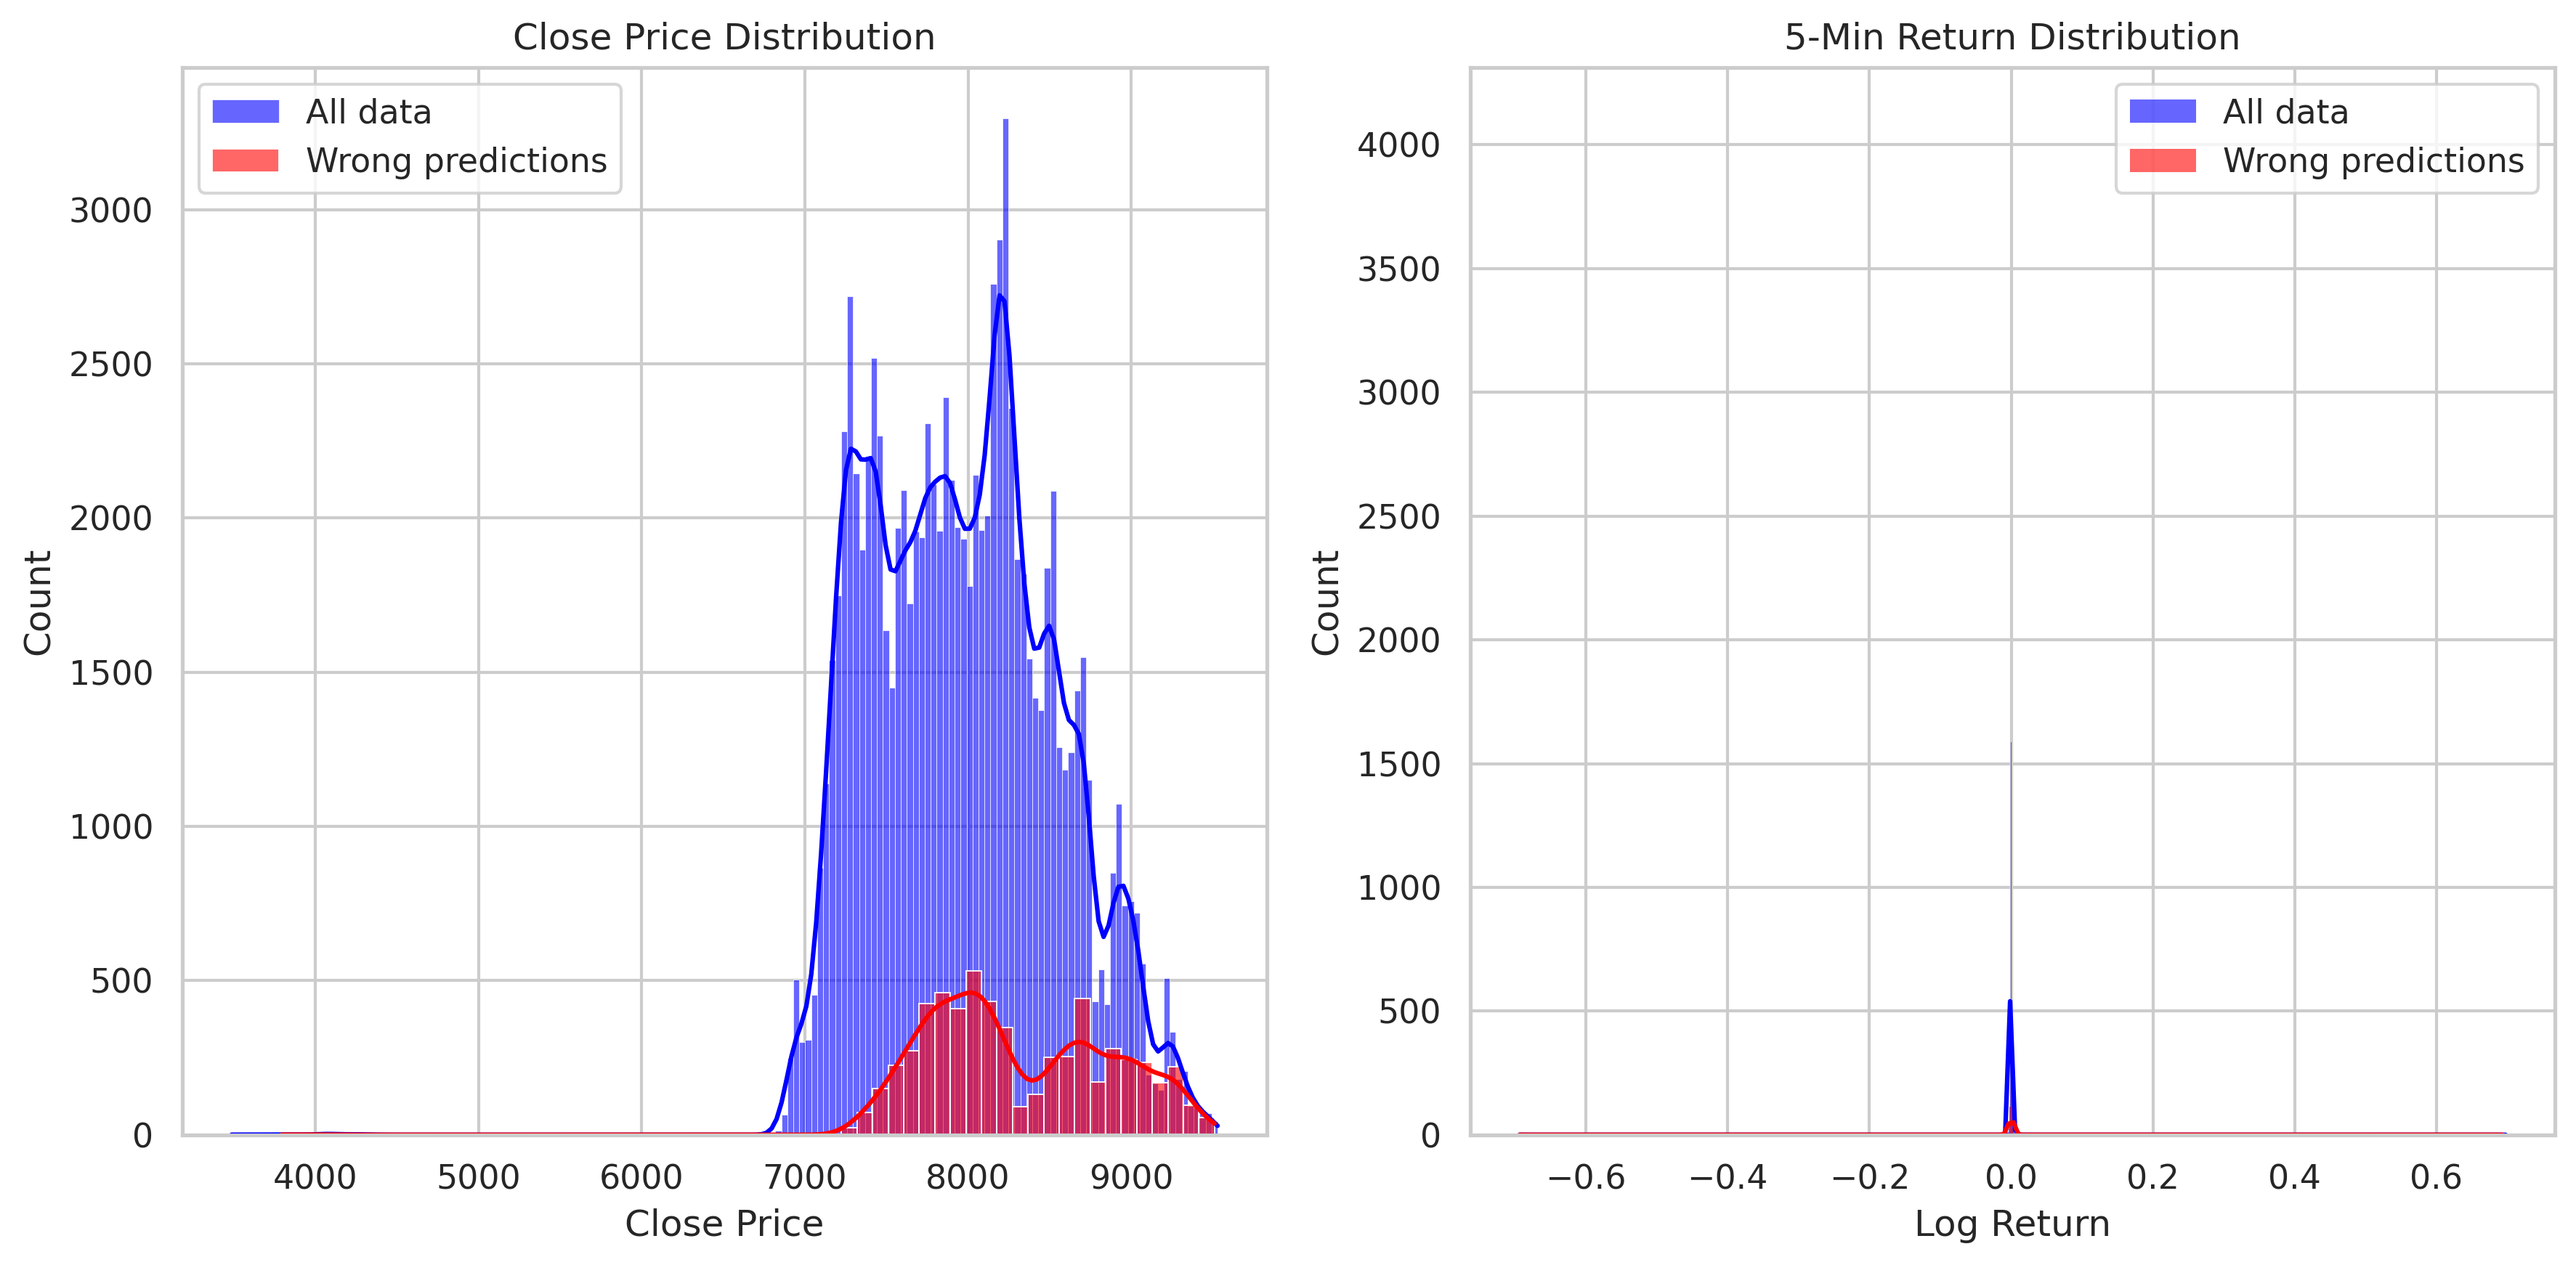 Close Price Distribution
All data
Wrong predictions
3000
2500
2000
1500
1000
500
0
Count
4000 5000 6000 7000 8000 9000
Close Price
5-Min Return Distribution
All data
Wrong predictions
4000
3500
3000
2500
2000
1500
1000
500
0
Count
−0.6 −0.4 −0.2 0.0 0.2 0.4 0.6
Log Return